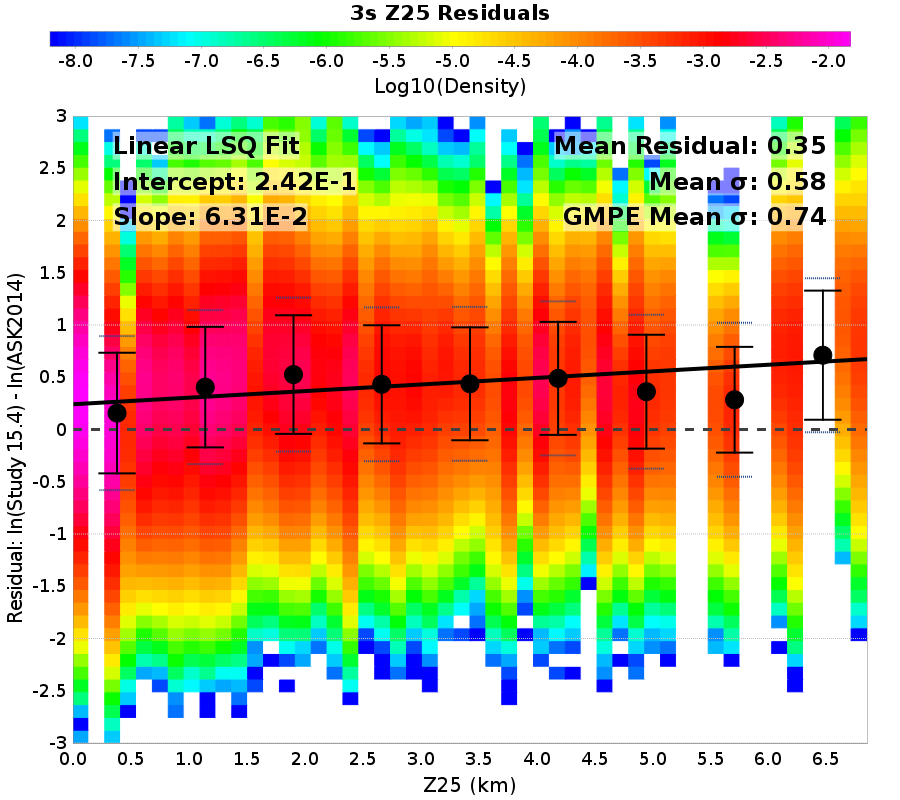 3s Z25 Residuals
-8.0 -7.5 -7.0 -6.5 -6.0 -5.5 -5.0 -4.5 -4.0 -3.5 -3.0 -2.5 -2.0
Log10(Density)
Linear LSQ Fit
Intercept: 2.42E-1
Slope: 6.31E-2
Mean Residual: 0.35
Mean σ: 0.58
GMPE Mean σ: 0.74
Residual: ln(Study 15.4) - ln(ASK2014)
3
2.5
2
1.5
1
0.5
0
-0.5
-1
-1.5
-2
-2.5
-3
0.0 0.5 1.0 1.5 2.0 2.5 3.0 3.5 4.0 4.5 5.0 5.5 6.0 6.5
Z25 (km)